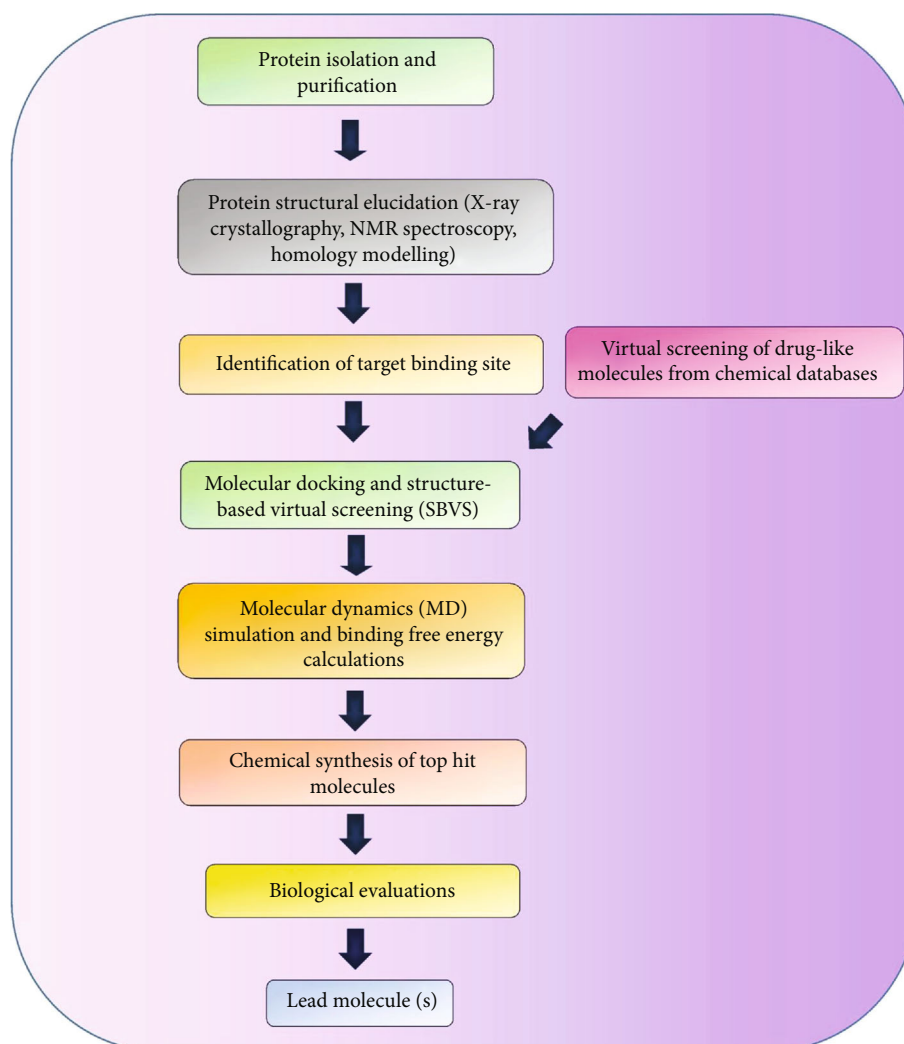 Protein isolation and
purification
Protein structural elucidation (X-ray
crystallography, NMR spectroscopy,
homology modelling)
Identification of target binding site
Virtual screening of drug-like
molecules from chemical databases
Molecular docking and structure-
based virtual screening (SBVS)
Molecular dynamics (MD)
simulation and binding free energy
calculations
Chemical synthesis of top hit
molecules
Biological evaluations
Lead molecule (s)